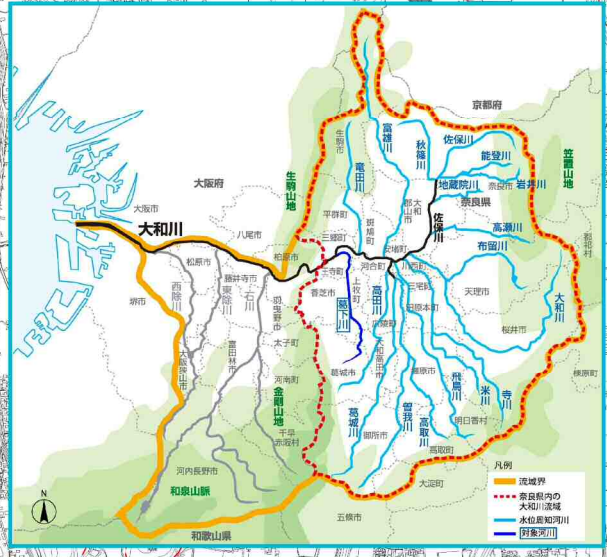 京都府
佐保川
秋篠川
富雄川
能登川
笠置山地
生駒市
竜田川
地蔵院川
奈良市
岩井川
大阪府
生駒山地
大和郡山市
奈良県
大阪市
平群町
斑鳩町
佐保川
高瀬川
大和川
八尾市
三郷町
安堵町
布留川
柏原市
松原市
王寺町
河合町
川西町
藤井寺市
上牧町
三宅町
天理市
西除川
東除川
石川
香芝市
高田川
田原本町
大和川
堺市
羽曳野市
葛下川
広陵町
桜井市
太子町
大和高田市
富田林市
大阪狭山市
橿原市
河南町
葛城市
飛鳥川
米川
寺川
金剛山地
葛城川
曽我川
高取川
明日香村
千早
赤阪村
御所市
高取町
河内長野市
和泉山脈
大淀町
五條市
和歌山県
N
凡例
流域界
奈良県内の
大和川流域
水位周知河川
対象河川